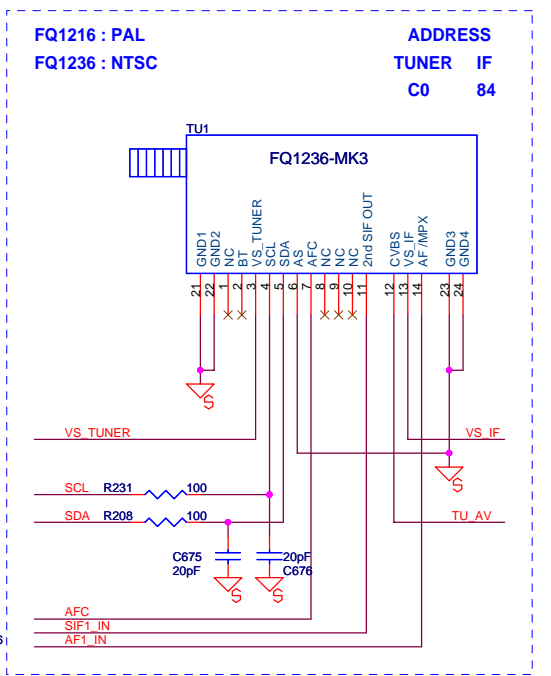 FQ1216 : PAL ADDRESS
FQ1236 : NTSC TUNER IF
C0 84
TU1
FQ1236-MK3
GND1
GND2
NC
BT
VS_TUNER
SCL
SDA
AS
AFC
NC
NC
NC
2nd SIF OUT
CVBS
VS_IF
AF /MPX
GND3
GND4
21
22
1
2
3
4
5
6
7
8
9
10
11
12
13
14
23
24
S
VS_TUNER VS_IF
S
SCL R231 100
SDA R208 100 TU_AV
C675 20pF
20pF C676
S S
AFC
SIF1_IN
AF1_IN
6